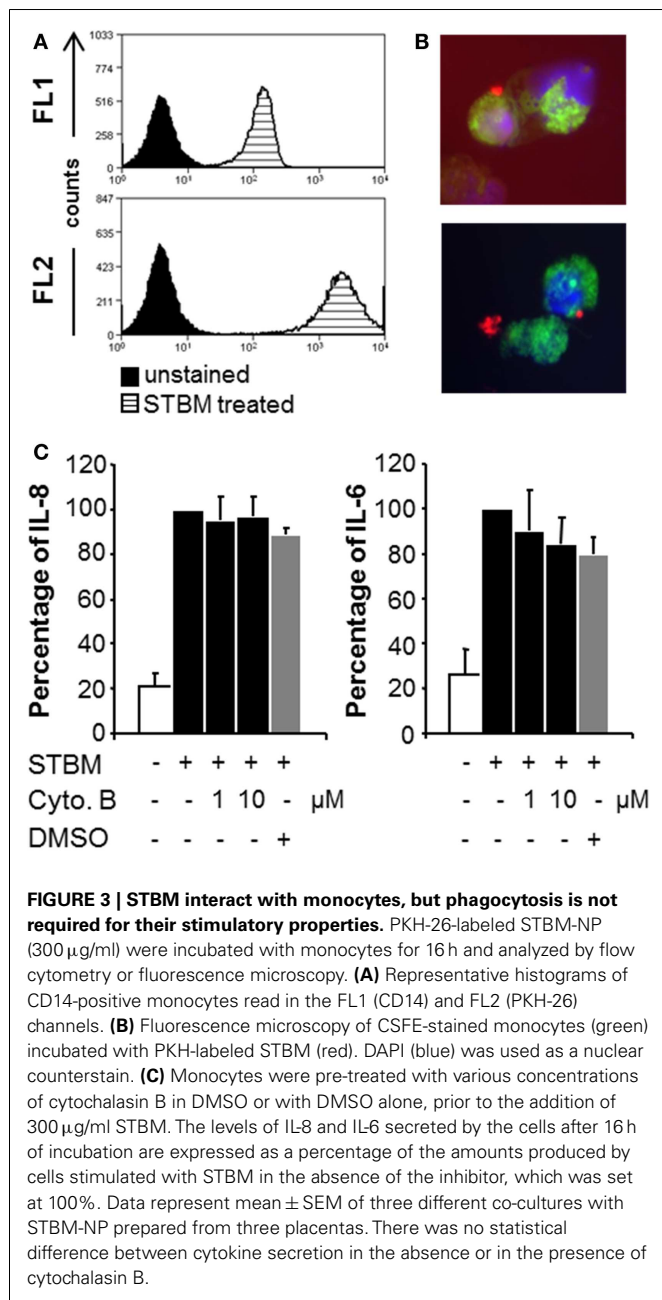 A
B
FL1
counts
1033
774
516
258
0
10⁰ 10¹ 10² 10³ 10⁴
FL2
847
635
423
211
0
10⁰ 10¹ 10² 10³ 10⁴
unstained
STBM treated
C
Percentage of IL-8
120
100
80
60
40
20
0
Percentage of IL-6
120
100
80
60
40
20
0
STBM - + + + + - + + + +
Cyto. B - - 1 10 - µM - - 1 10 - µM
DMSO - - - - + - - - - +
FIGURE 3 | STBM interact with monocytes, but phagocytosis is not
required for their stimulatory properties. PKH-26-labeled STBM-NP
(300 µg/ml) were incubated with monocytes for 16 h and analyzed by flow
cytometry or fluorescence microscopy. (A) Representative histograms of
CD14-positive monocytes read in the FL1 (CD14) and FL2 (PKH-26)
channels. (B) Fluorescence microscopy of CSFE-stained monocytes (green)
incubated with PKH-labeled STBM (red). DAPI (blue) was used as a nuclear
counterstain. (C) Monocytes were pre-treated with various concentrations
of cytochalasin B in DMSO or with DMSO alone, prior to the addition of
300 µg/ml STBM. The levels of IL-8 and IL-6 secreted by the cells after 16 h
of incubation are expressed as a percentage of the amounts produced by
cells stimulated with STBM in the absence of the inhibitor, which was set
at 100%. Data represent mean ± SEM of three different co-cultures with
STBM-NP prepared from three placentas. There was no statistical
difference between cytokine secretion in the absence or in the presence of
cytochalasin B.